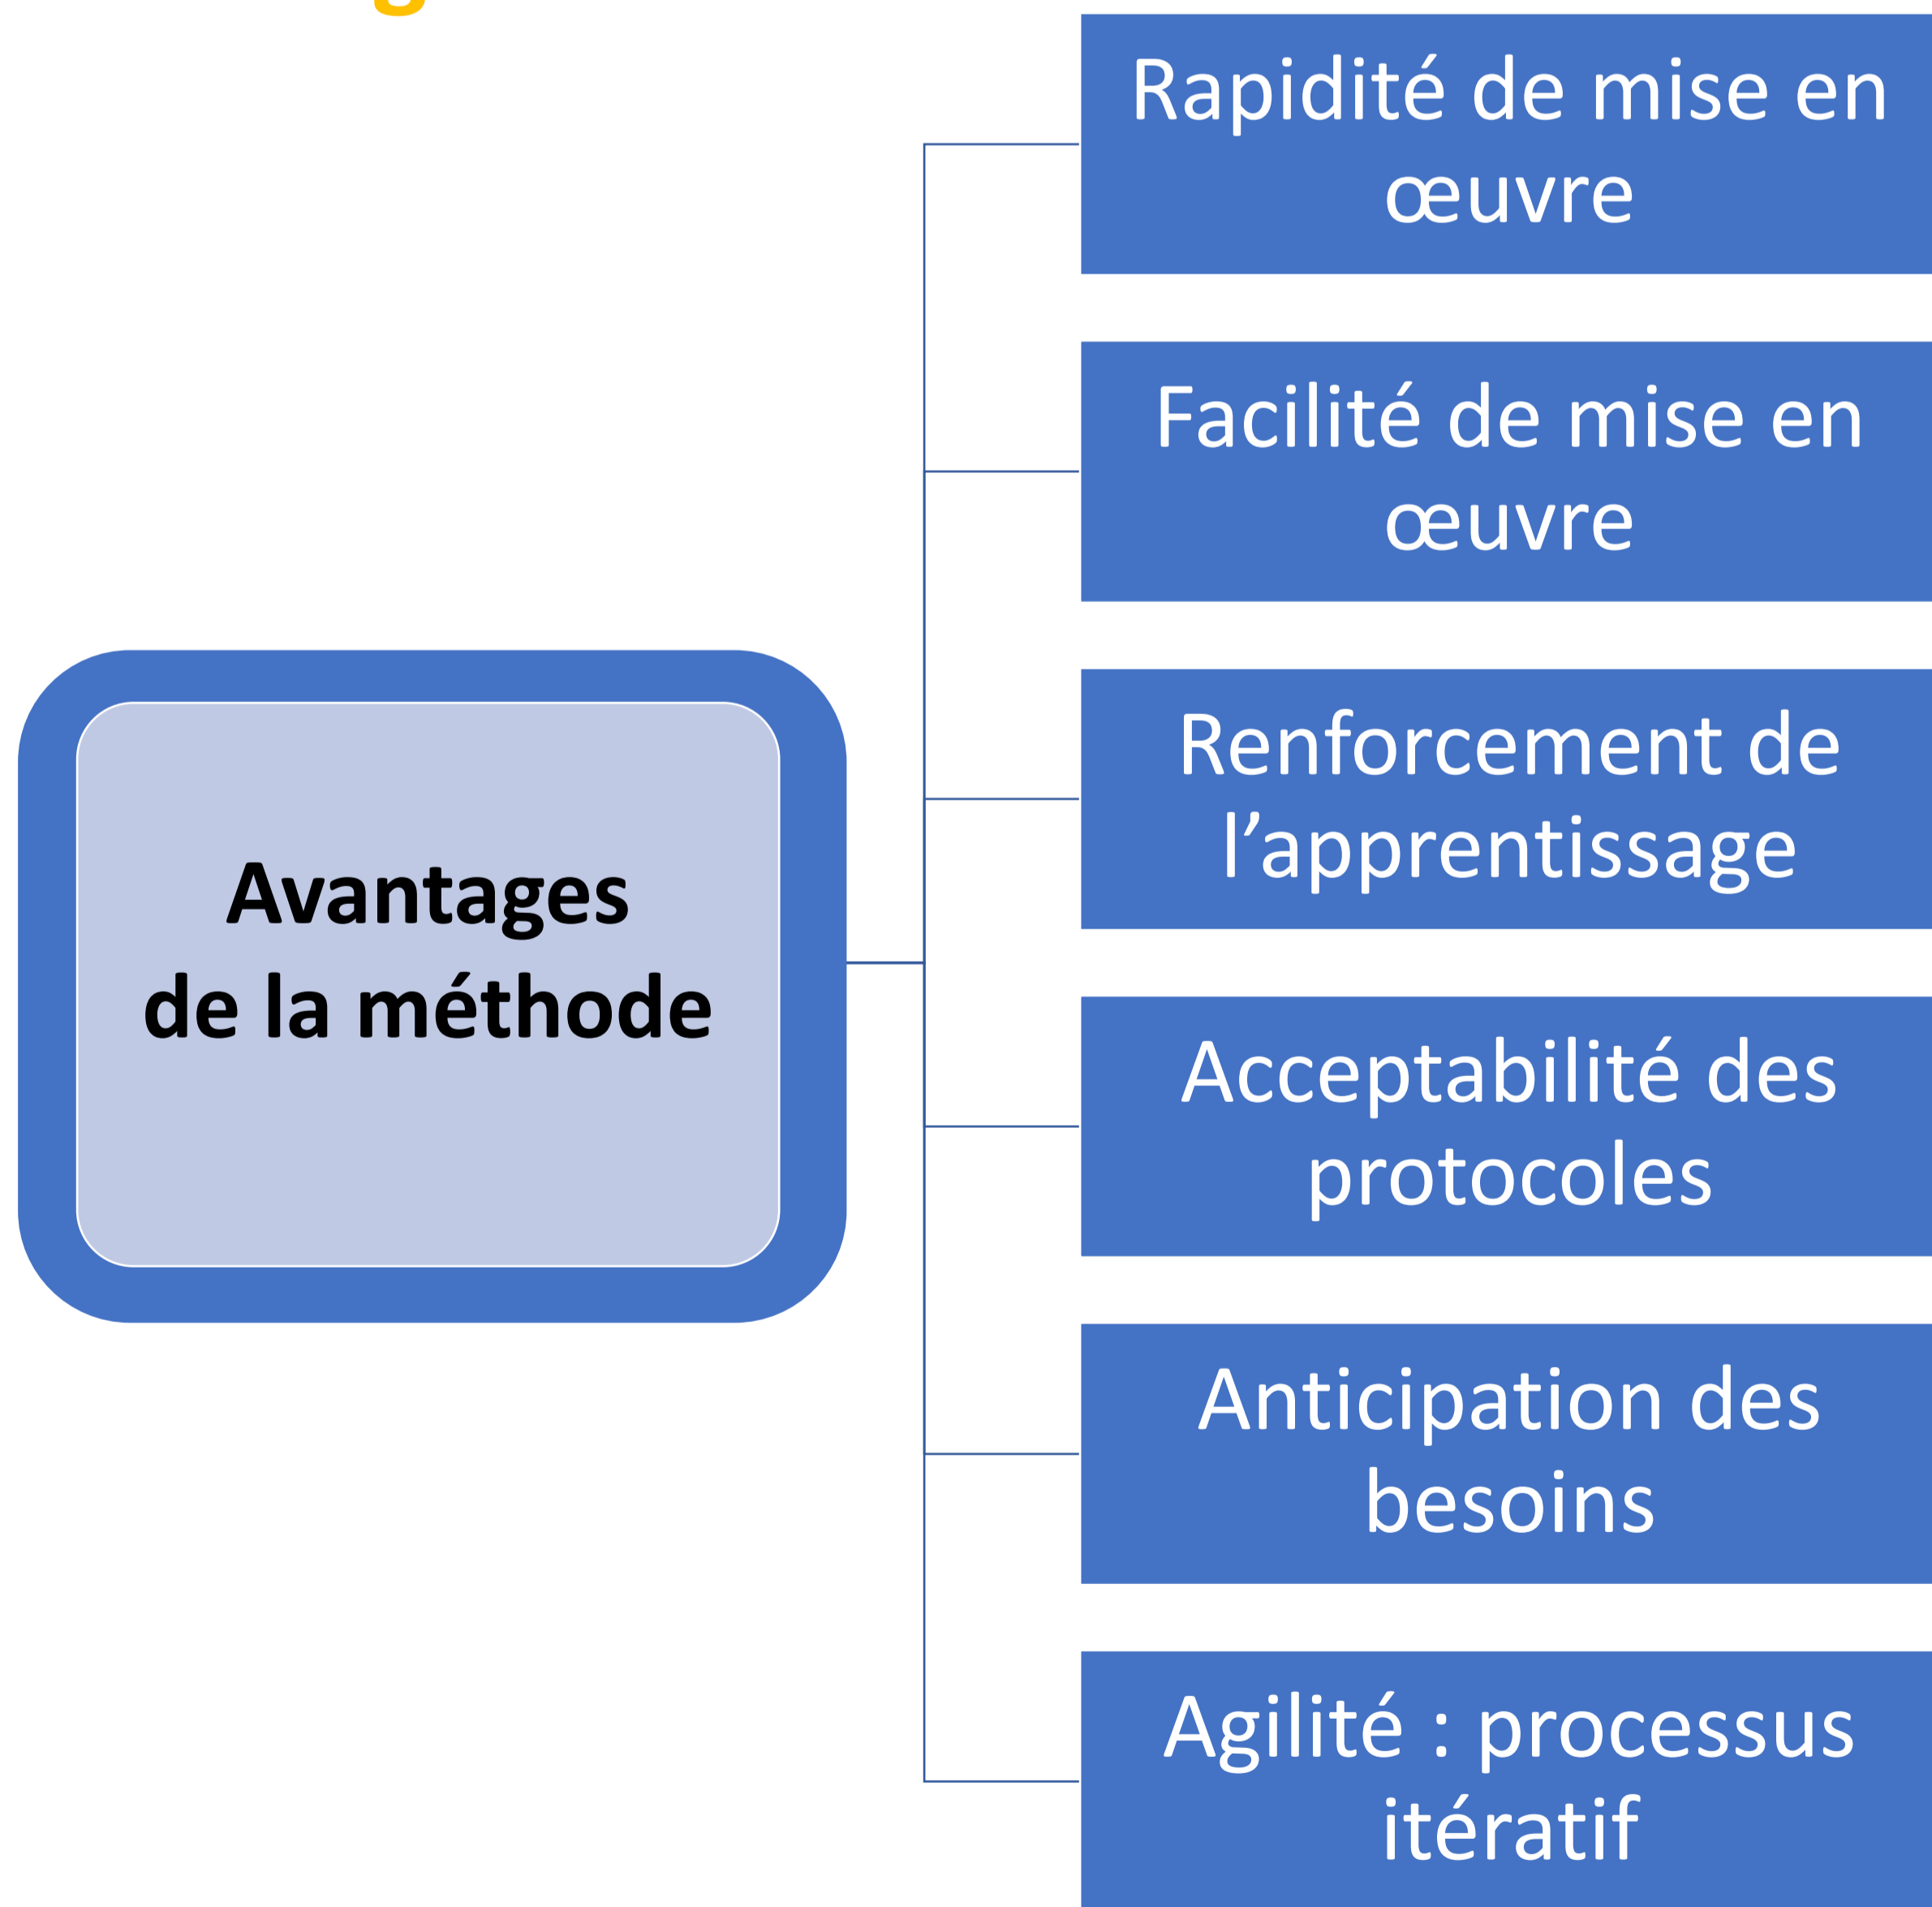 Avantages
de la méthode
Rapidité de mise en
œuvre
Facilité de mise en
œuvre
Renforcement de
l’apprentissage
Acceptabilité des
protocoles
Anticipation des
besoins
Agilité : processus
itératif